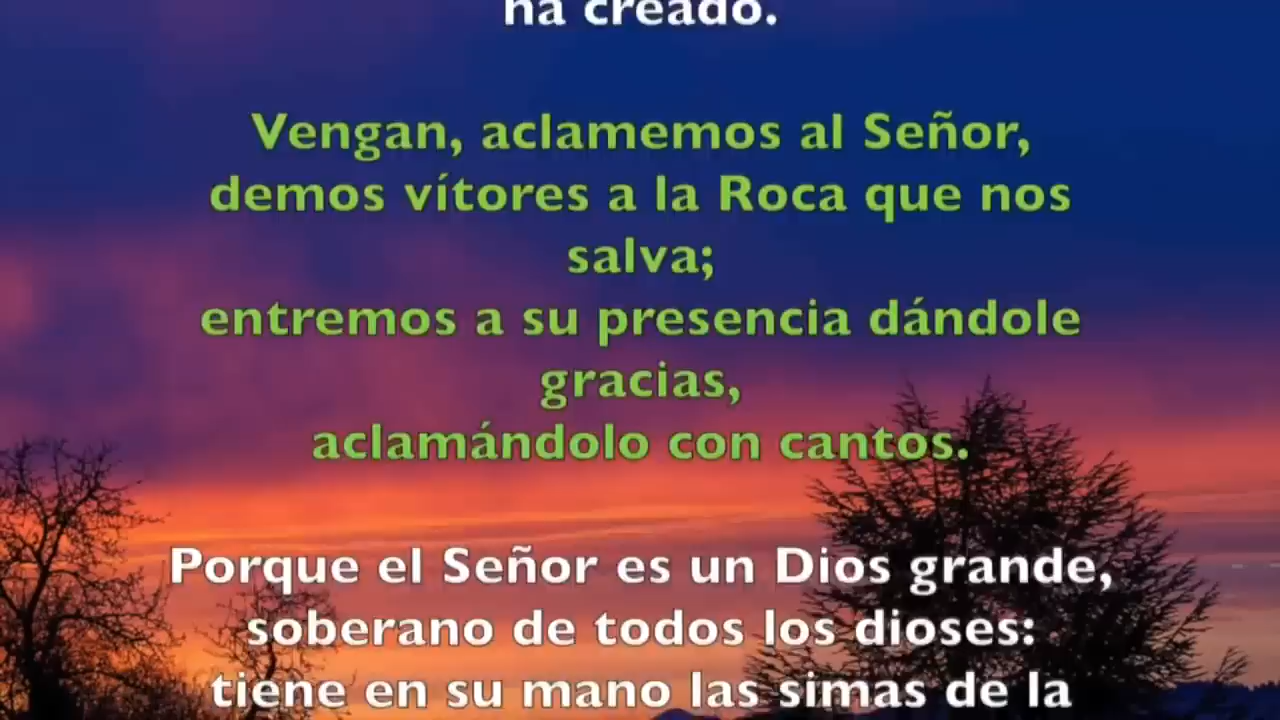 ha creado.
Vengan, aclamemos al Señor,
demos vítores a la Roca que nos
salva;
entremos a su presencia dándole
gracias,
aclamándolo con cantos.
Porque el Señor es un Dios grande,
soberano de todos los dioses:
tiene en su mano las simas de la